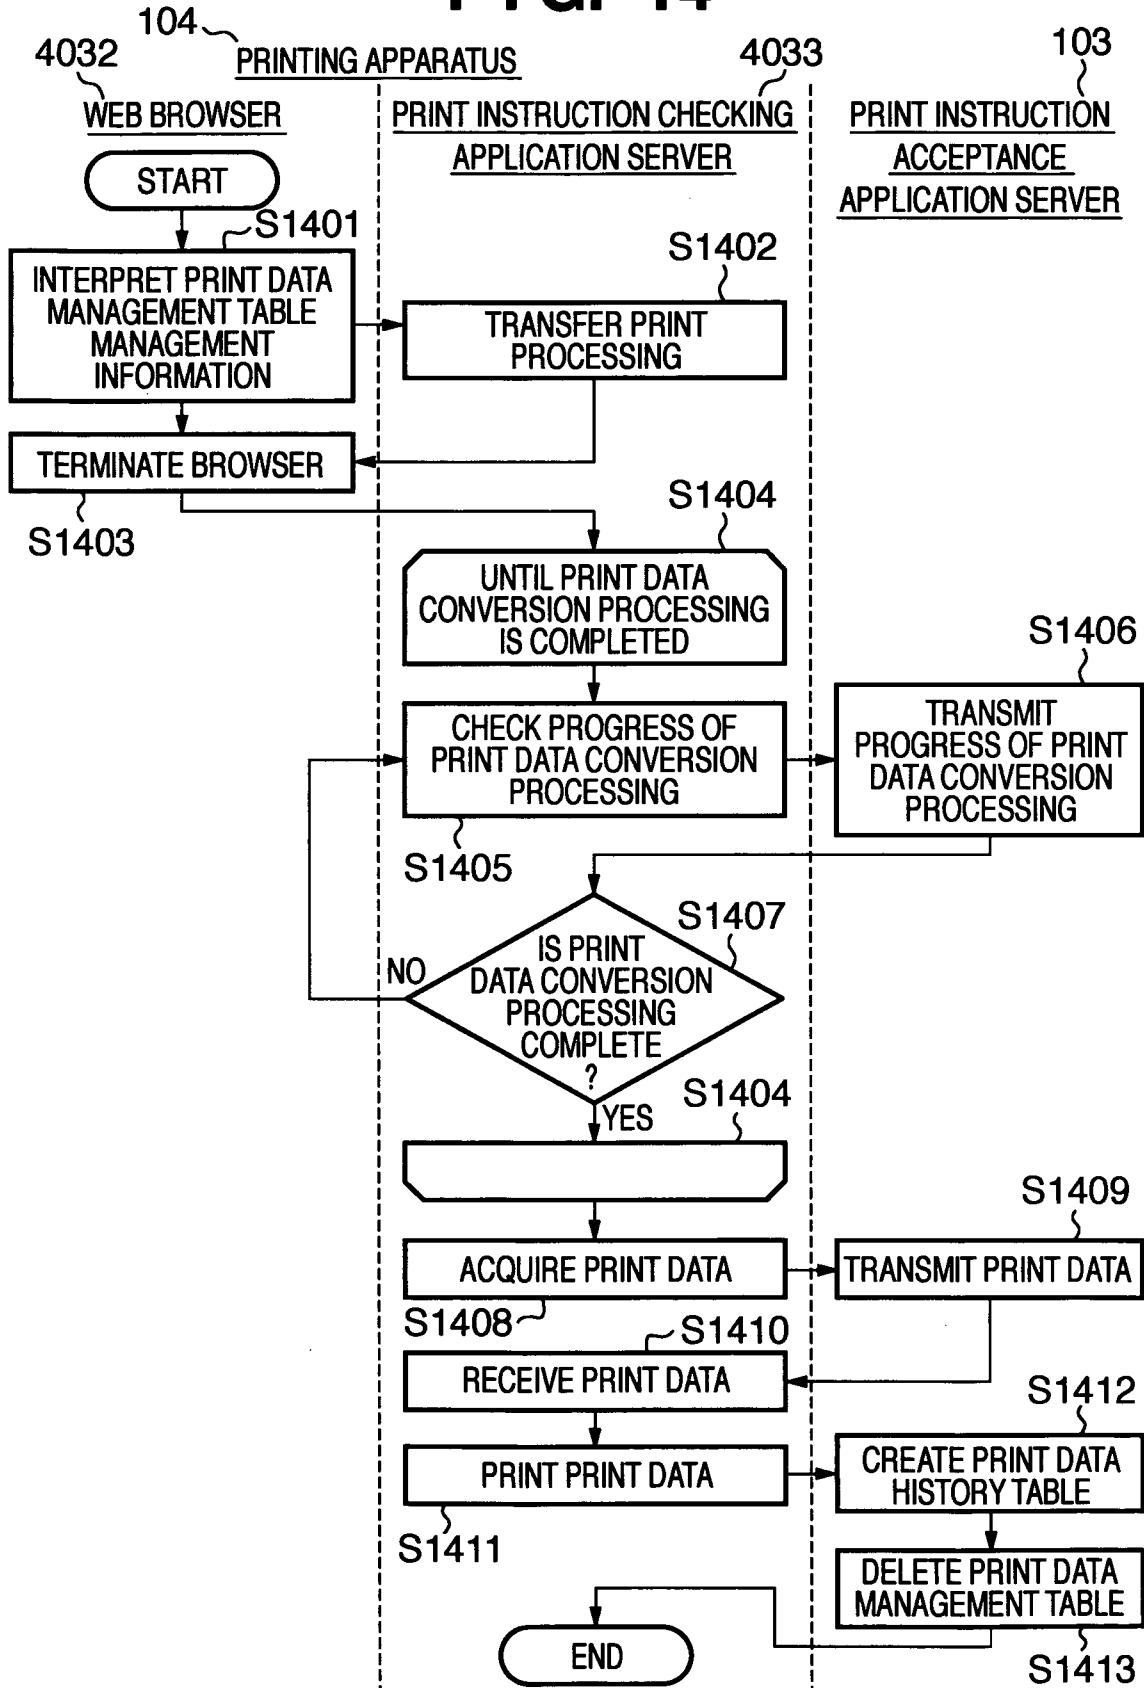 FIG. 14
104
PRINTING APPARATUS
4032
WEB BROWSER
4033
PRINT INSTRUCTION CHECKING
APPLICATION SERVER
103
PRINT INSTRUCTION
ACCEPTANCE
APPLICATION SERVER
START
S1401
INTERPRET PRINT DATA
MANAGEMENT TABLE
MANAGEMENT
INFORMATION
S1402
TRANSFER PRINT
PROCESSING
TERMINATE BROWSER
S1403
S1404
UNTIL PRINT DATA
CONVERSION PROCESSING
IS COMPLETED
CHECK PROGRESS OF
PRINT DATA CONVERSION
PROCESSING
S1405
S1406
TRANSMIT
PROGRESS OF PRINT
DATA CONVERSION
PROCESSING
S1407
IS PRINT
DATA CONVERSION
PROCESSING
COMPLETE
?
NO
YES
S1404
ACQUIRE PRINT DATA
S1408
S1409
TRANSMIT PRINT DATA
S1410
RECEIVE PRINT DATA
PRINT PRINT DATA
S1411
S1412
CREATE PRINT DATA
HISTORY TABLE
DELETE PRINT DATA
MANAGEMENT TABLE
S1413
END